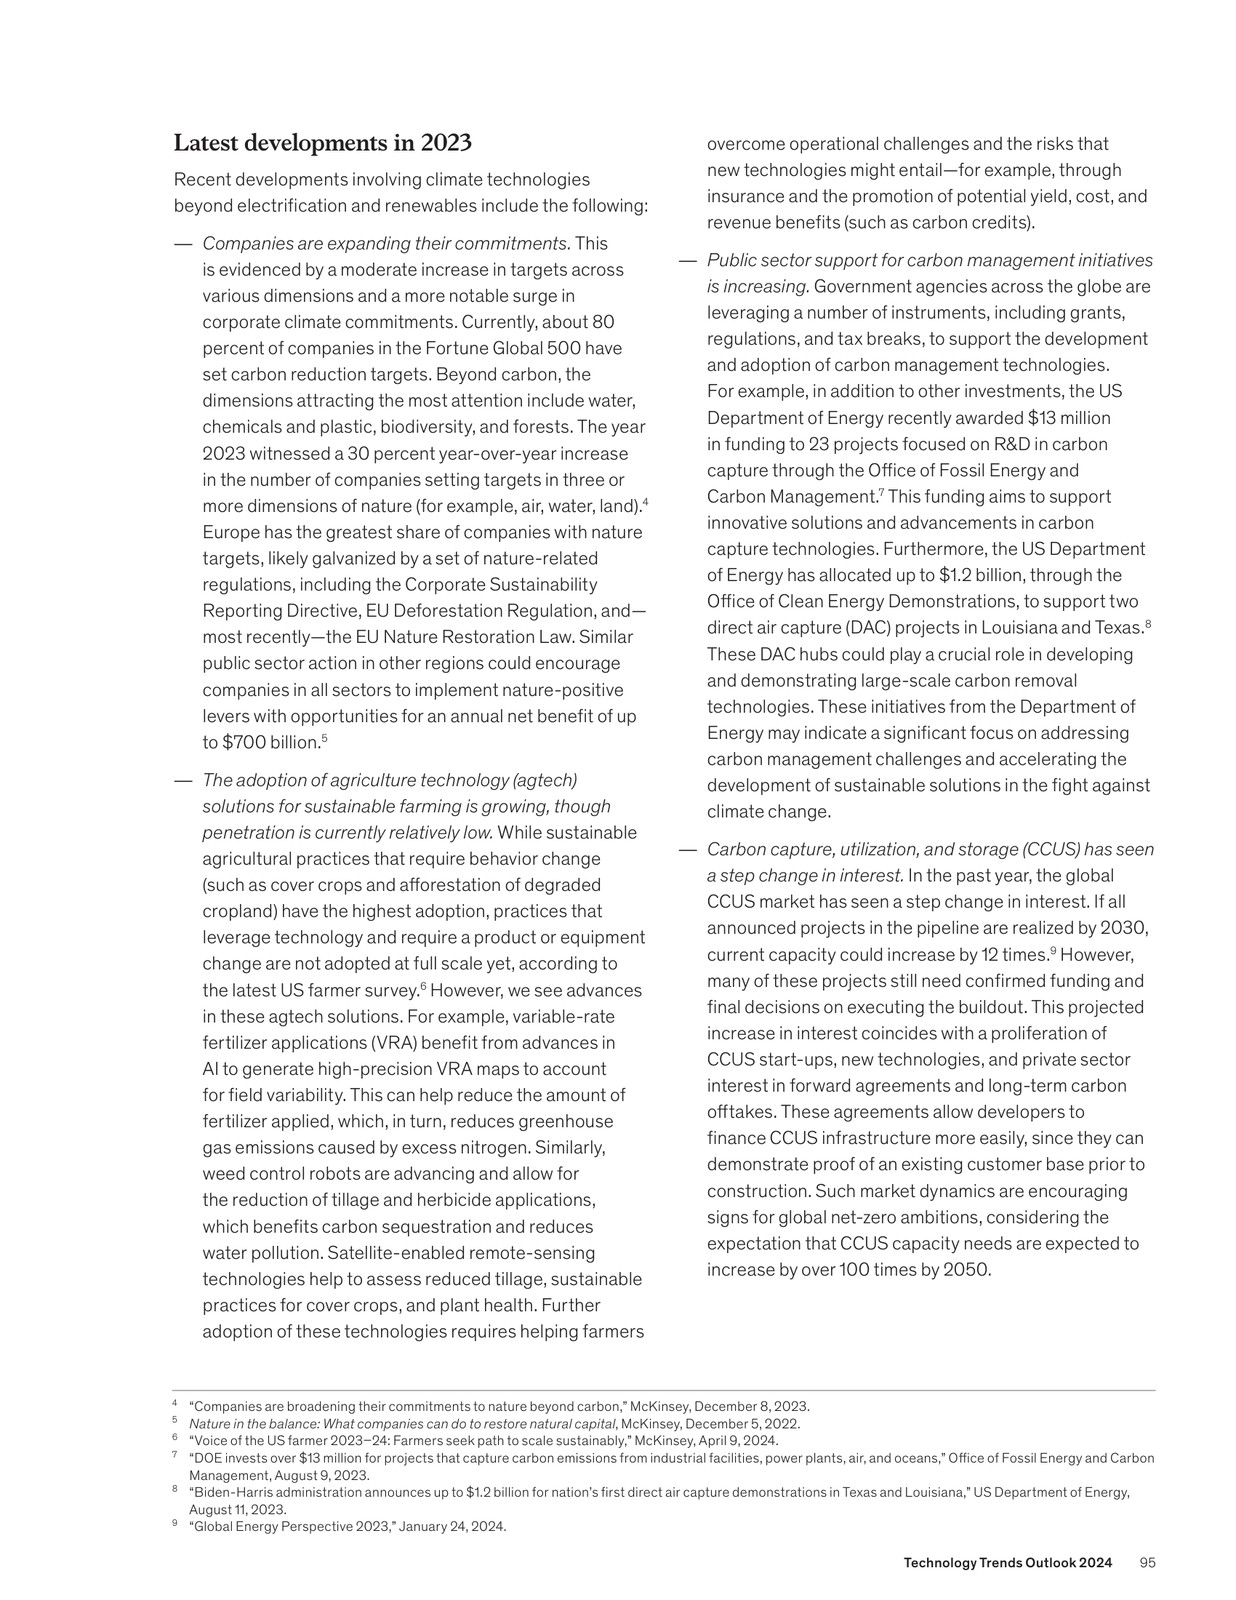 Latest developments in 2023
Recent developments involving climate technologies
beyond electrification and renewables include the following:
— Companies are expanding their commitments. This
is evidenced by a moderate increase in targets across
various dimensions and a more notable surge in
corporate climate commitments. Currently, about 80
percent of companies in the Fortune Global 500 have
set carbon reduction targets. Beyond carbon, the
dimensions attracting the most attention include water,
chemicals and plastic, biodiversity, and forests. The year
2023 witnessed a 30 percent year-over-year increase
in the number of companies setting targets in three or
more dimensions of nature (for example, air, water, land).4
Europe has the greatest share of companies with nature
targets, likely galvanized by a set of nature-related
regulations, including the Corporate Sustainability
Reporting Directive, EU Deforestation Regulation, and—
most recently—the EU Nature Restoration Law. Similar
public sector action in other regions could encourage
companies in all sectors to implement nature-positive
levers with opportunities for an annual net benefit of up
to $700 billion.5
— The adoption of agriculture technology (agtech)
solutions for sustainable farming is growing, though
penetration is currently relatively low. While sustainable
agricultural practices that require behavior change
(such as cover crops and afforestation of degraded
cropland) have the highest adoption, practices that
leverage technology and require a product or equipment
change are not adopted at full scale yet, according to
the latest US farmer survey.6 However, we see advances
in these agtech solutions. For example, variable-rate
fertilizer applications (VRA) benefit from advances in
AI to generate high-precision VRA maps to account
for field variability. This can help reduce the amount of
fertilizer applied, which, in turn, reduces greenhouse
gas emissions caused by excess nitrogen. Similarly,
weed control robots are advancing and allow for
the reduction of tillage and herbicide applications,
which benefits carbon sequestration and reduces
water pollution. Satellite-enabled remote-sensing
technologies help to assess reduced tillage, sustainable
practices for cover crops, and plant health. Further
adoption of these technologies requires helping farmers
overcome operational challenges and the risks that
new technologies might entail—for example, through
insurance and the promotion of potential yield, cost, and
revenue benefits (such as carbon credits).
— Public sector support for carbon management initiatives
is increasing. Government agencies across the globe are
leveraging a number of instruments, including grants,
regulations, and tax breaks, to support the development
and adoption of carbon management technologies.
For example, in addition to other investments, the US
Department of Energy recently awarded $13 million
in funding to 23 projects focused on R&D in carbon
capture through the Office of Fossil Energy and
Carbon Management.7 This funding aims to support
innovative solutions and advancements in carbon
capture technologies. Furthermore, the US Department
of Energy has allocated up to $1.2 billion, through the
Office of Clean Energy Demonstrations, to support two
direct air capture (DAC) projects in Louisiana and Texas.8
These DAC hubs could play a crucial role in developing
and demonstrating large-scale carbon removal
technologies. These initiatives from the Department of
Energy may indicate a significant focus on addressing
carbon management challenges and accelerating the
development of sustainable solutions in the fight against
climate change.
— Carbon capture, utilization, and storage (CCUS) has seen
a step change in interest. In the past year, the global
CCUS market has seen a step change in interest. If all
announced projects in the pipeline are realized by 2030,
current capacity could increase by 12 times.9 However,
many of these projects still need confirmed funding and
final decisions on executing the buildout. This projected
increase in interest coincides with a proliferation of
CCUS start-ups, new technologies, and private sector
interest in forward agreements and long-term carbon
offtakes. These agreements allow developers to
finance CCUS infrastructure more easily, since they can
demonstrate proof of an existing customer base prior to
construction. Such market dynamics are encouraging
signs for global net-zero ambitions, considering the
expectation that CCUS capacity needs are expected to
increase by over 100 times by 2050.
4 “Companies are broadening their commitments to nature beyond carbon,” McKinsey, December 8, 2023.
5 Nature in the balance: What companies can do to restore natural capital, McKinsey, December 5, 2022.
6 “Voice of the US farmer 2023–24: Farmers seek path to scale sustainably,” McKinsey, April 9, 2024.
7 “DOE invests over $13 million for projects that capture carbon emissions from industrial facilities, power plants, air, and oceans,” Office of Fossil Energy and Carbon
Management, August 9, 2023.
8 “Biden-Harris administration announces up to $1.2 billion for nation’s first direct air capture demonstrations in Texas and Louisiana,” US Department of Energy,
August 11, 2023.
9 “Global Energy Perspective 2023,” January 24, 2024.
Technology Trends Outlook 2024 95